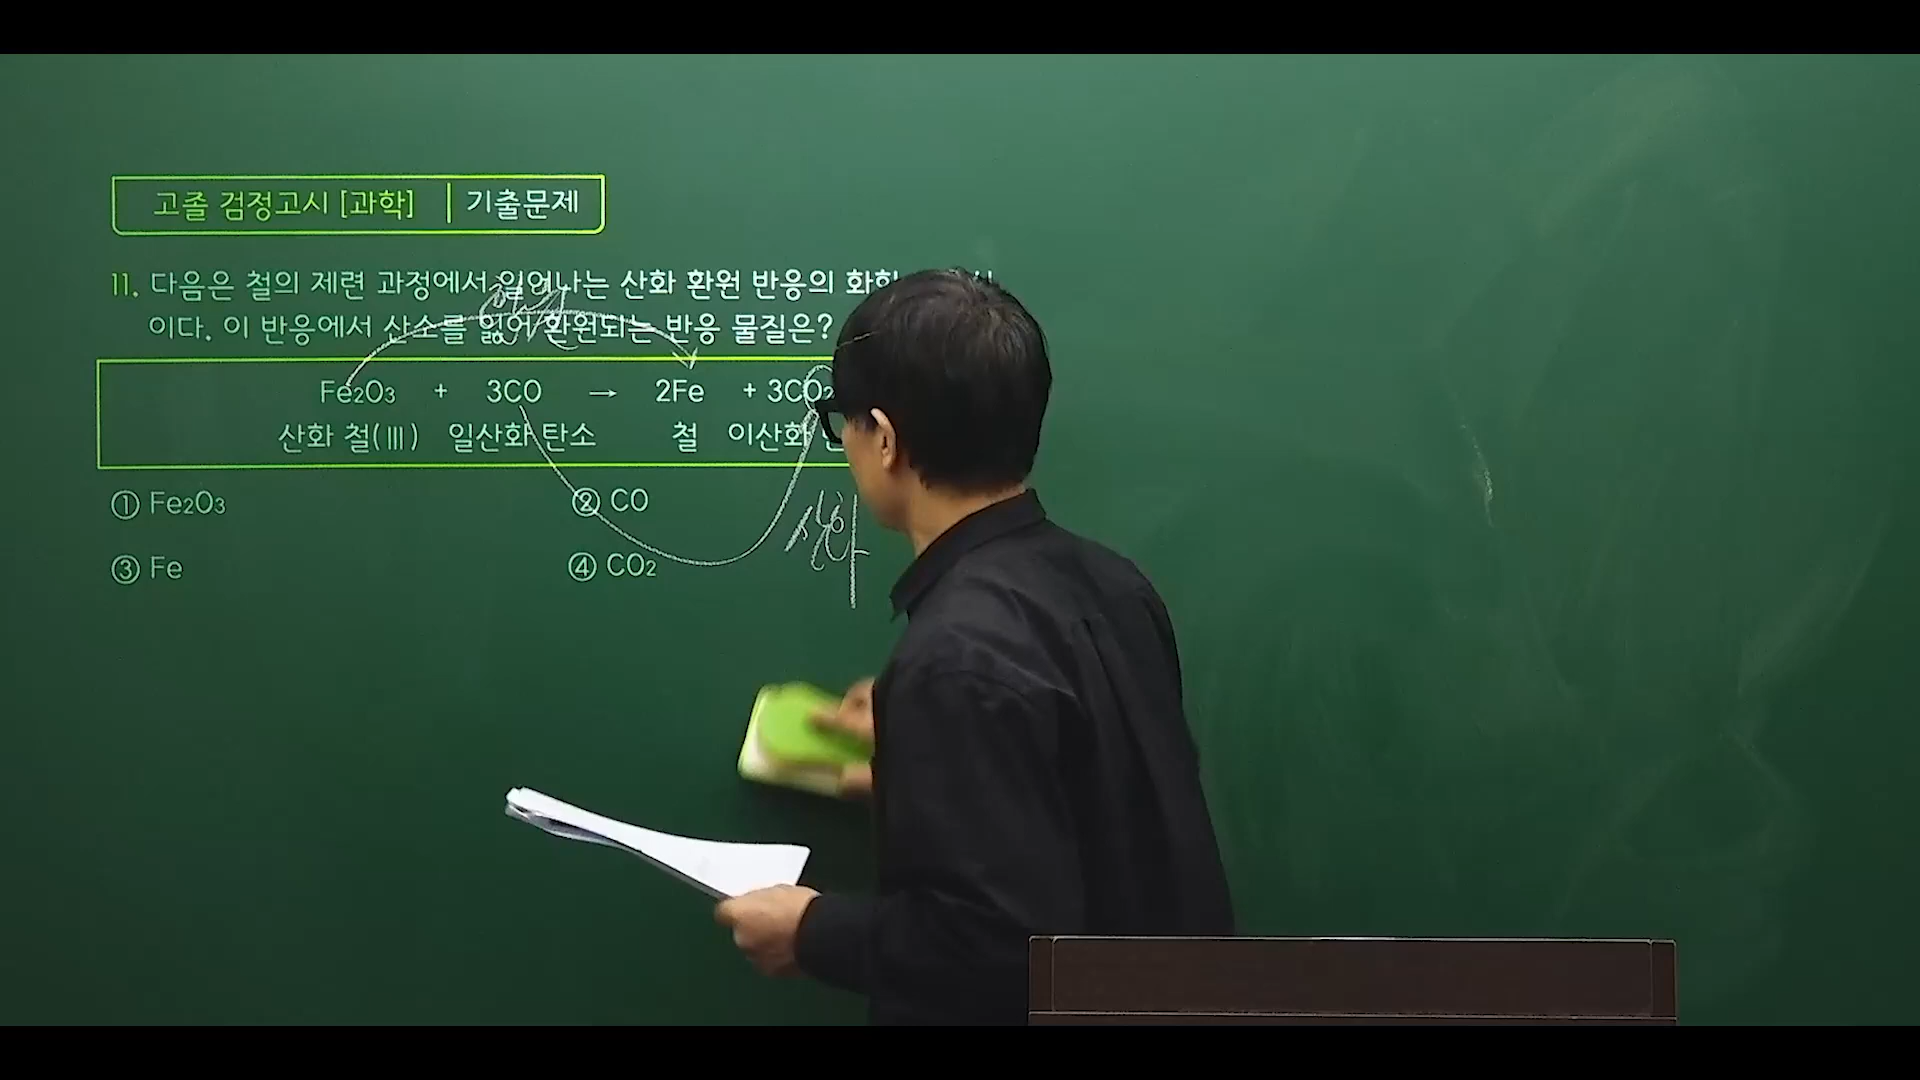 고졸 검정고시 [과학] 기출문제
11. 다음은 철의 제련 과정에서 일어나는 산화 환원 반응의
이다. 이 반응에서 산소를 잃어 환원되는 반응 물질은?
Fe₂O₃ + 3CO → 2Fe + 3CO₂
산화 철(Ⅲ) 일산화 탄소 철 이산화
① Fe₂O₃ ② CO
산화
③ Fe ④ CO₂